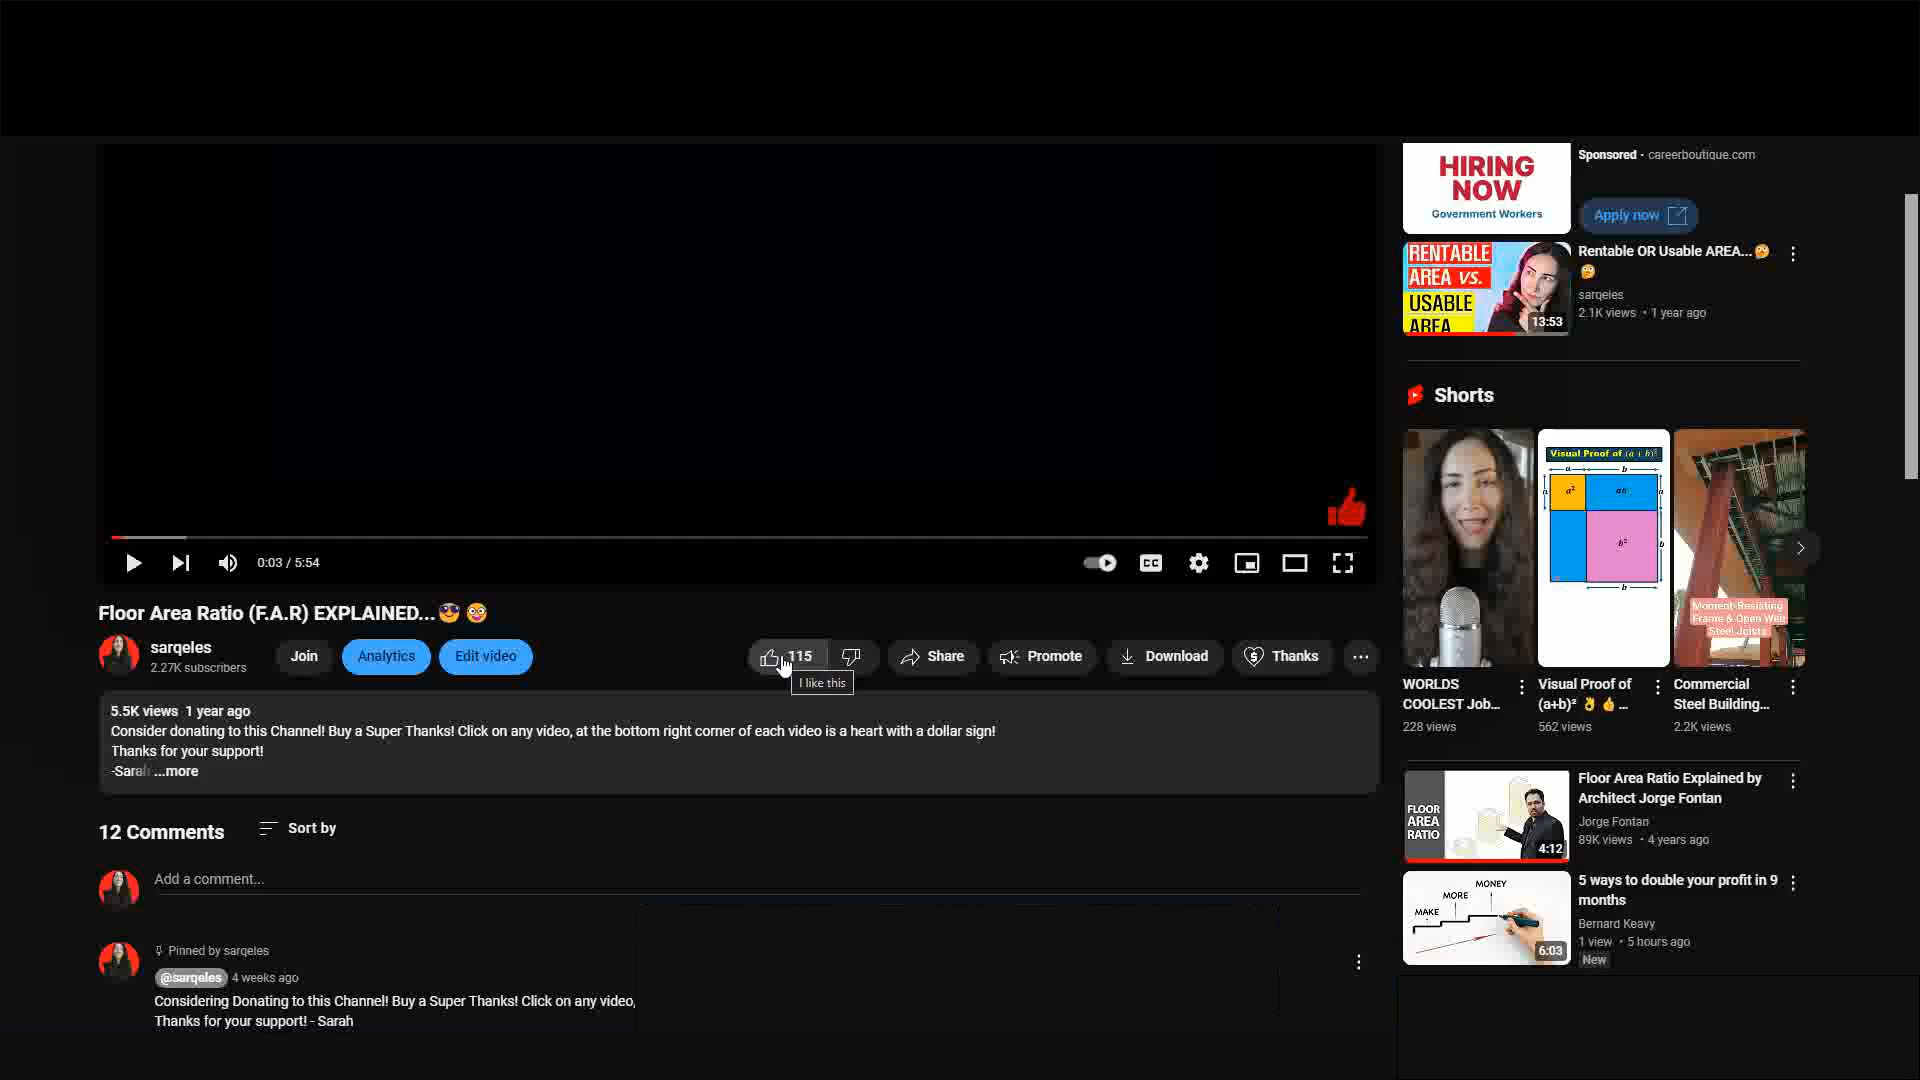 HIRING
NOW
Government Workers
Sponsored · careerboutique.com
Apply now
RENTABLE
AREA VS.
USABLE
AREA
13:53
Rentable OR Usable AREA...🤔
🤔
sarqeles
2.1K views • 1 year ago
0:03 / 5:54
CC
Floor Area Ratio (F.A.R) EXPLAINED...😎 🤓
sarqeles
2.27K subscribers
Join
Analytics
Edit video
115
Share
Promote
Download
Thanks
I like this
5.5K views 1 year ago
Consider donating to this Channel! Buy a Super Thanks! Click on any video, at the bottom right corner of each video is a heart with a dollar sign!
Thanks for your support!
-Sarah ...more
12 Comments
Sort by
Add a comment...
Pinned by sarqeles
@sarqeles 4 weeks ago
Considering Donating to this Channel! Buy a Super Thanks! Click on any video,
Thanks for your support! - Sarah
Shorts
Visual Proof of (a + b)²
a b
a a² ab a
b² b
b
Moment-Resisting
Frame & Open Web
Steel Joists
WORLDS
COOLEST Job...
228 views
Visual Proof of
(a+b)² 👌 👍 ...
562 views
Commercial
Steel Building...
2.2K views
FLOOR
AREA
RATIO
4:12
Floor Area Ratio Explained by
Architect Jorge Fontan
Jorge Fontan
89K views • 4 years ago
MAKE
MORE
MONEY
6:03
5 ways to double your profit in 9
months
Bernard Keavy
1 view • 5 hours ago
New